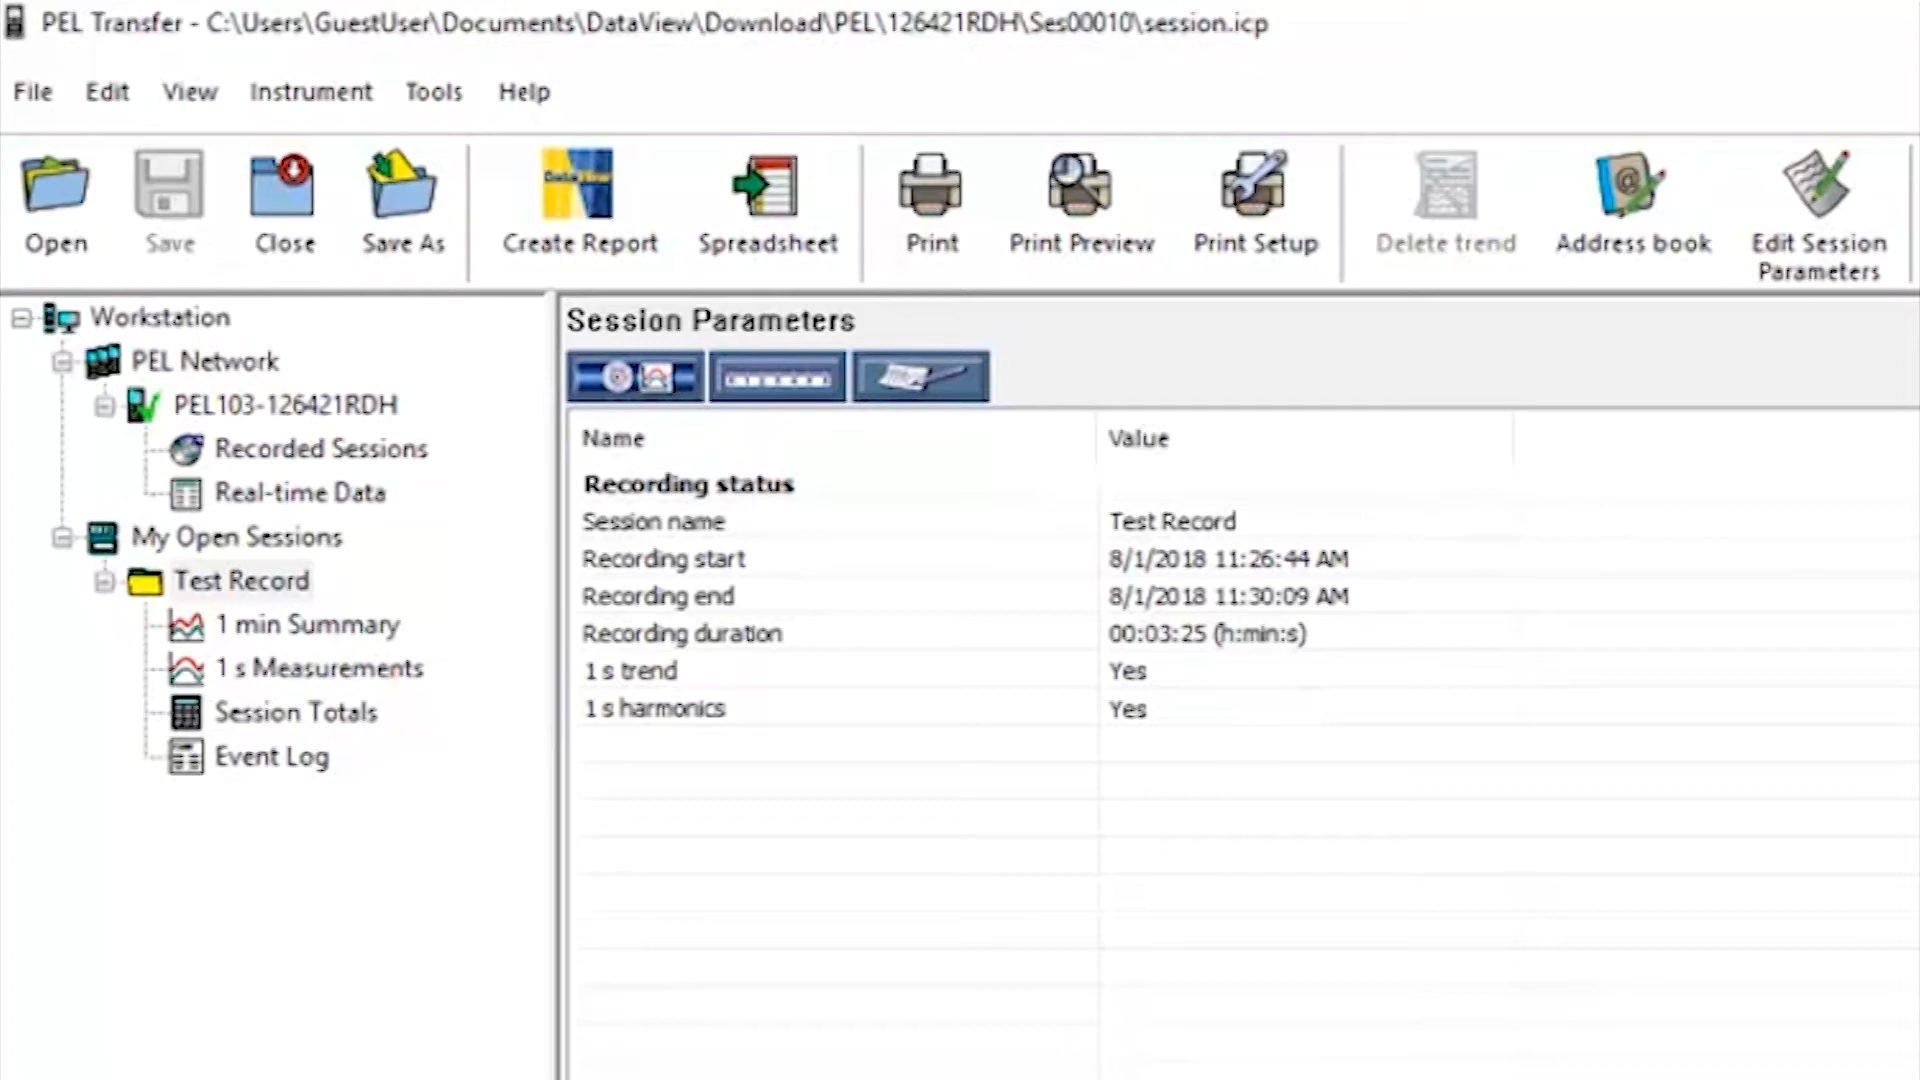 PEL Transfer - C:\Users\GuestUser\Documents\DataView\Download\PEL\126421RDH\Ses00010\session.icp
File Edit View Instrument Tools Help
Open Save Close Save As Create Report Spreadsheet Print Print Preview Print Setup Delete trend Address book Edit Session Parameters
Workstation
PEL Network
PEL103-126421RDH
Recorded Sessions
Real-time Data
My Open Sessions
Test Record
1 min Summary
1 s Measurements
Session Totals
Event Log
Session Parameters
Name Value
Recording status
Session name Test Record
Recording start 8/1/2018 11:26:44 AM
Recording end 8/1/2018 11:30:09 AM
Recording duration 00:03:25 (h:min:s)
1 s trend Yes
1 s harmonics Yes